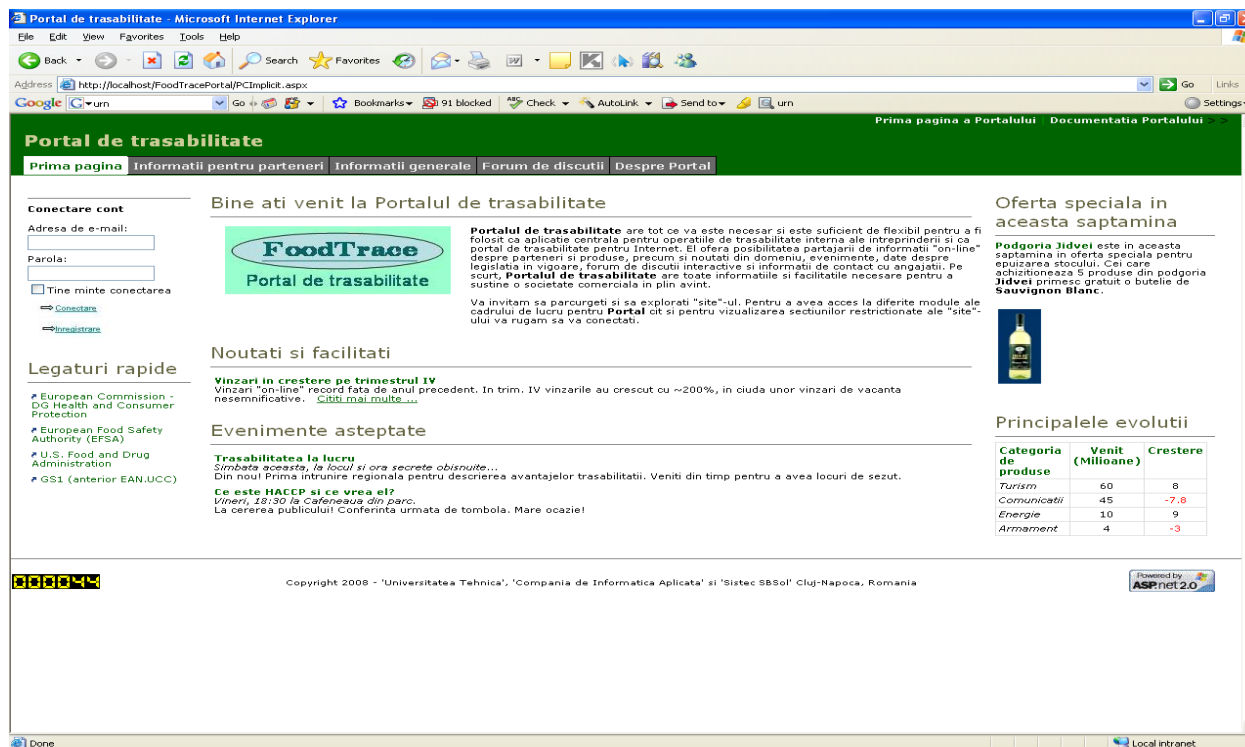 Portal de trasabilitate - Microsoft Internet Explorer
File Edit View Favorites Tools Help
Back Search Favorites
Address http://localhost/FoodTracePortal/PCImplicit.aspx Go Links
Google urn Go Bookmarks 91 blocked Check AutoLink Send to urn Settings
Prima pagina a Portalului Documentatia Portalului > >
Portal de trasabilitate
Prima pagina Informatii pentru parteneri Informatii generale Forum de discutii Despre Portal
Conectare cont
Adresa de e-mail:
Parola:
Tine minte conectarea
Conectare
Inregistrare
Legaturi rapide
European Commission -
DG Health and Consumer
Protection
European Food Safety
Authority (EFSA)
U.S. Food and Drug
Administration
GS1 (anterior EAN.UCC)
Bine ati venit la Portalul de trasabilitate
FoodTrace
Portal de trasabilitate
Portalul de trasabilitate are tot ce va este necesar si este suficient de flexibil pentru a fi
folosit ca aplicatie centrala pentru operatiile de trasabilitate interna ale intreprinderii si ca
portal de trasabilitate pentru Internet. El ofera posibilitatea partajarii de informatii "on-line"
despre parteneri si produse, precum si noutati din domeniu, evenimente, date despre
legislatia in vigoare, forum de discutii interactive si informatii de contact cu angajatii. Pe
scurt, Portalul de trasabilitate are toate informatiile si facilitatile necesare pentru a
sustine o societate comerciala in plin avint.
Va invitam sa parcurgeti si sa explorati "site"-ul. Pentru a avea acces la diferite module ale
cadrului de lucru pentru Portal cit si pentru vizualizarea sectiunilor restrictionate ale "site"-
ului va rugam sa va conectati.
Noutati si facilitati
Vinzari in crestere pe trimestrul IV
Vinzari "on-line" record fata de anul precedent. In trim. IV vinzarile au crescut cu ~200%, in ciuda unor vinzari de vacanta
nesemnificative. Cititi mai multe ...
Evenimente asteptate
Trasabilitatea la lucru
Simbata aceasta, la locul si ora secrete obisnuite...
Din nou! Prima intrunire regionala pentru descrierea avantajelor trasabilitatii. Veniti din timp pentru a avea locuri de sezut.
Ce este HACCP si ce vrea el?
Vineri, 18:30 la Cafeneaua din parc.
La cererea publicului! Conferinta urmata de tombola. Mare ocazie!
Oferta speciala in
aceasta saptamina
Podgoria Jidvei este in aceasta
saptamina in oferta speciala pentru
epuizarea stocului. Cei care
achizitioneaza 5 produse din podgoria
Jidvei primesc gratuit o butelie de
Sauvignon Blanc.
Principalele evolutii
Categoria de produse Venit (Milioane) Crestere
Turism 60 8
Comunicatii 45 -7,8
Energie 10 9
Armament 4 -3
000044
Copyright 2008 - 'Universitatea Tehnica', 'Compania de Informatica Aplicata' si 'Sistec SBSol' Cluj-Napoca, Romania
Powered by
ASP.net 2.0
Done Local intranet